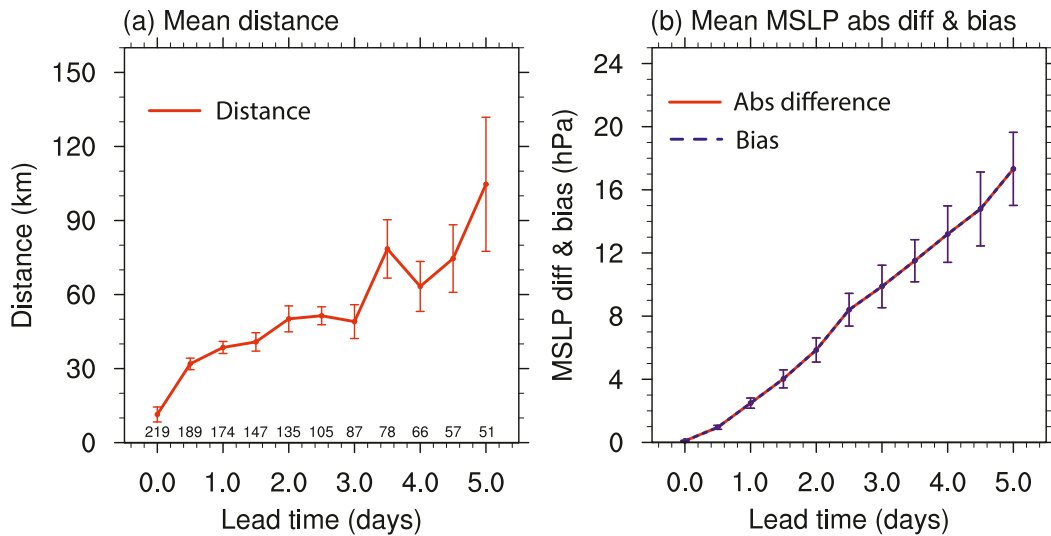 (a) Mean distance
150
120
90
60
30
0
Distance (km)
Distance
219 189 174 147 135 105 87 78 66 57 51
0.0 1.0 2.0 3.0 4.0 5.0
Lead time (days)
(b) Mean MSLP abs diff & bias
24
20
16
12
8
4
0
MSLP diff & bias (hPa)
Abs difference
Bias
0.0 1.0 2.0 3.0 4.0 5.0
Lead time (days)